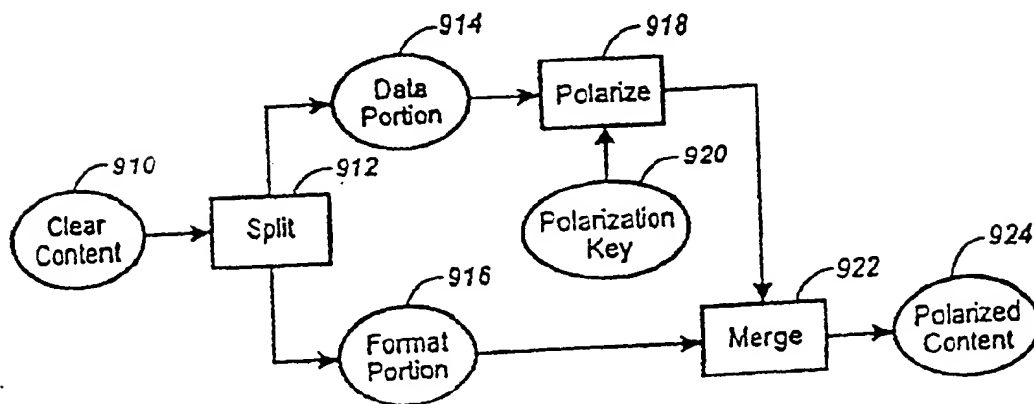 914
918
Data
Portion
Polarize
910
912
920
Clear
Content
Split
Polarization
Key
924
916
922
Format
Portion
Merge
Polarized
Content